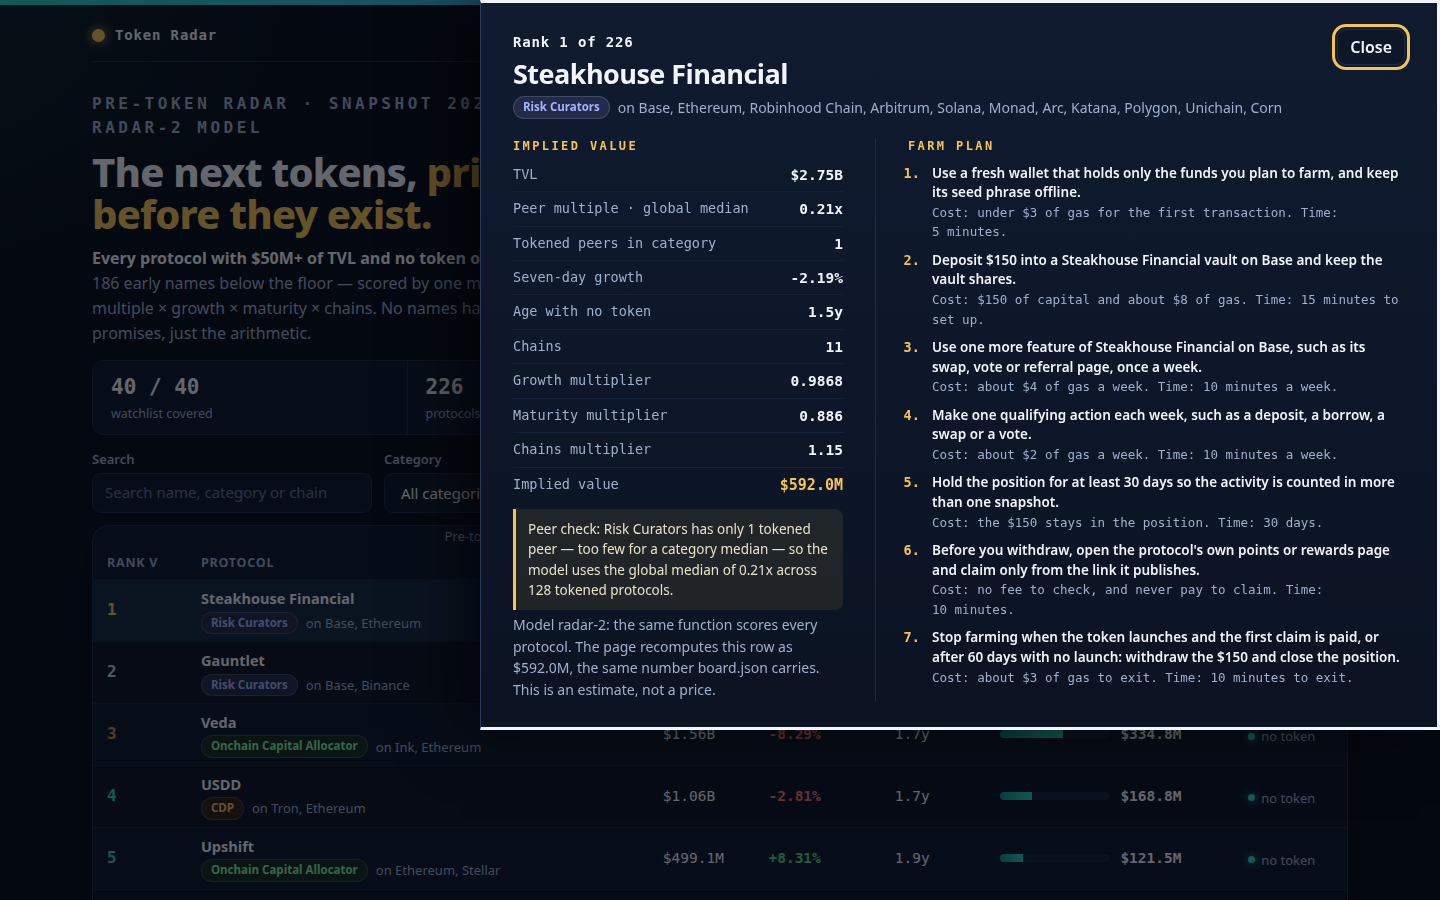 Token Radar
PRE-TOKEN RADAR · SNAPSHOT 202
RADAR-2 MODEL
The next tokens, pri
before they exist.
Every protocol with $50M+ of TVL and no token o
186 early names below the floor — scored by one m
multiple × growth × maturity × chains. No names ha
promises, just the arithmetic.
40 / 40
watchlist covered
226
protocols
Search
Category
Search name, category or chain
All categori
Pre-to
RANK V
PROTOCOL
1
Steakhouse Financial
Risk Curators
on Base, Ethereum
2
Gauntlet
Risk Curators
on Base, Binance
3
Veda
Onchain Capital Allocator
on Ink, Ethereum
$1.56B
-8.29%
1.7y
$334.8M
no token
4
USDD
CDP
on Tron, Ethereum
$1.06B
-2.81%
1.7y
$168.8M
no token
5
Upshift
Onchain Capital Allocator
on Ethereum, Stellar
$499.1M
+8.31%
1.9y
$121.5M
no token
Rank 1 of 226
Close
Steakhouse Financial
Risk Curators
on Base, Ethereum, Robinhood Chain, Arbitrum, Solana, Monad, Arc, Katana, Polygon, Unichain, Corn
IMPLIED VALUE
TVL $2.75B
Peer multiple · global median 0.21x
Tokened peers in category 1
Seven-day growth -2.19%
Age with no token 1.5y
Chains 11
Growth multiplier 0.9868
Maturity multiplier 0.886
Chains multiplier 1.15
Implied value $592.0M
Peer check: Risk Curators has only 1 tokened
peer — too few for a category median — so the
model uses the global median of 0.21x across
128 tokened protocols.
Model radar-2: the same function scores every
protocol. The page recomputes this row as
$592.0M, the same number board.json carries.
This is an estimate, not a price.
FARM PLAN
1. Use a fresh wallet that holds only the funds you plan to farm, and keep
its seed phrase offline.
Cost: under $3 of gas for the first transaction. Time:
5 minutes.
2. Deposit $150 into a Steakhouse Financial vault on Base and keep the
vault shares.
Cost: $150 of capital and about $8 of gas. Time: 15 minutes to
set up.
3. Use one more feature of Steakhouse Financial on Base, such as its
swap, vote or referral page, once a week.
Cost: about $4 of gas a week. Time: 10 minutes a week.
4. Make one qualifying action each week, such as a deposit, a borrow, a
swap or a vote.
Cost: about $2 of gas a week. Time: 10 minutes a week.
5. Hold the position for at least 30 days so the activity is counted in more
than one snapshot.
Cost: the $150 stays in the position. Time: 30 days.
6. Before you withdraw, open the protocol's own points or rewards page
and claim only from the link it publishes.
Cost: no fee to check, and never pay to claim. Time:
10 minutes.
7. Stop farming when the token launches and the first claim is paid, or
after 60 days with no launch: withdraw the $150 and close the position.
Cost: about $3 of gas to exit. Time: 10 minutes to exit.